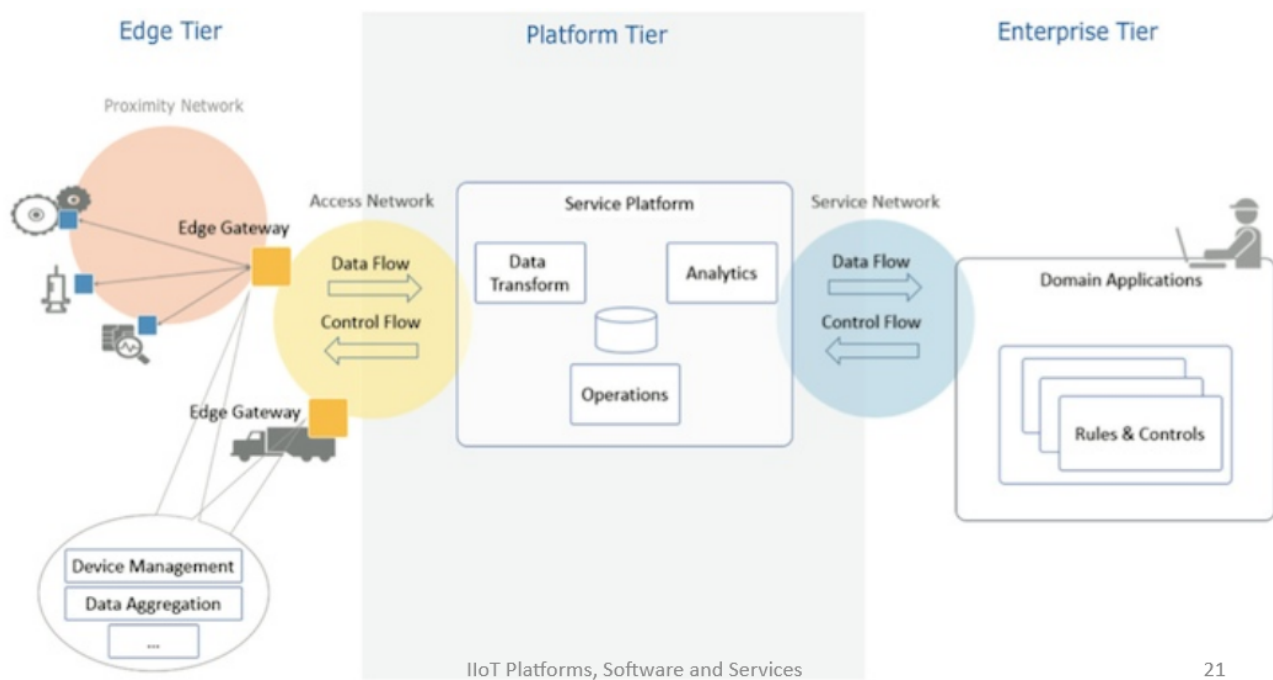 Edge Tier
Platform Tier
Enterprise Tier
Proximity Network
Edge Gateway
Access Network
Data Flow
Control Flow
Edge Gateway
Device Management
Data Aggregation
...
Service Platform
Data
Transform
Analytics
Operations
Service Network
Data Flow
Control Flow
Domain Applications
Rules & Controls
IIoT Platforms, Software and Services
21